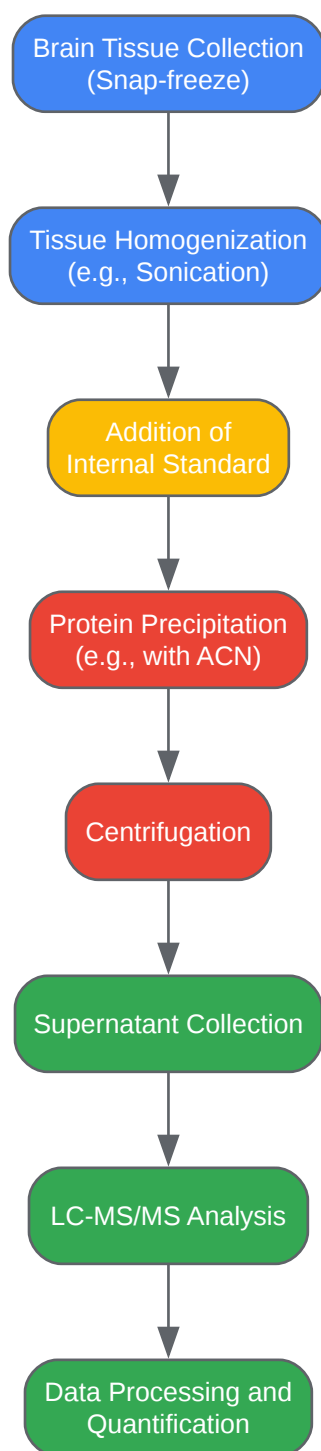 Brain Tissue Collection
(Snap-freeze)
Tissue Homogenization
(e.g., Sonication)
Addition of
Internal Standard
Protein Precipitation
(e.g., with ACN)
Centrifugation
Supernatant Collection
LC-MS/MS Analysis
Data Processing and
Quantification